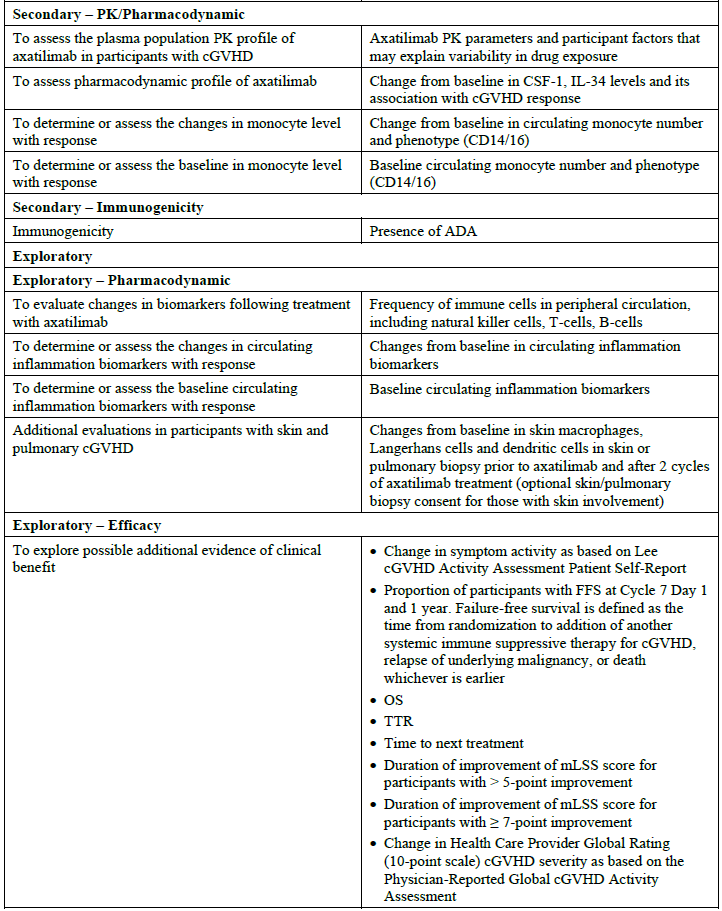 Secondary – PK/Pharmacodynamic
To assess the plasma population PK profile of
axatilimab in participants with cGVHD
Axatilimab PK parameters and participant factors that
may explain variability in drug exposure
To assess pharmacodynamic profile of axatilimab
Change from baseline in CSF-1, IL-34 levels and its
association with cGVHD response
To determine or assess the changes in monocyte level
with response
Change from baseline in circulating monocyte number
and phenotype (CD14/16)
To determine or assess the baseline in monocyte level
with response
Baseline circulating monocyte number and phenotype
(CD14/16)
Secondary – Immunogenicity
Immunogenicity
Presence of ADA
Exploratory
Exploratory – Pharmacodynamic
To evaluate changes in biomarkers following treatment
with axatilimab
Frequency of immune cells in peripheral circulation,
including natural killer cells, T-cells, B-cells
To determine or assess the changes in circulating
inflammation biomarkers with response
Changes from baseline in circulating inflammation
biomarkers
To determine or assess the baseline circulating
inflammation biomarkers with response
Baseline circulating inflammation biomarkers
Additional evaluations in participants with skin and
pulmonary cGVHD
Changes from baseline in skin macrophages,
Langerhans cells and dendritic cells in skin or
pulmonary biopsy prior to axatilimab and after 2 cycles
of axatilimab treatment (optional skin/pulmonary
biopsy consent for those with skin involvement)
Exploratory – Efficacy
To explore possible additional evidence of clinical
benefit
• Change in symptom activity as based on Lee
cGVHD Activity Assessment Patient Self-Report
• Proportion of participants with FFS at Cycle 7 Day 1
and 1 year. Failure-free survival is defined as the
time from randomization to addition of another
systemic immune suppressive therapy for cGVHD,
relapse of underlying malignancy, or death
whichever is earlier
• OS
• TTR
• Time to next treatment
• Duration of improvement of mLSS score for
participants with > 5-point improvement
• Duration of improvement of mLSS score for
participants with ≥ 7-point improvement
• Change in Health Care Provider Global Rating
(10-point scale) cGVHD severity as based on the
Physician-Reported Global cGVHD Activity
Assessment